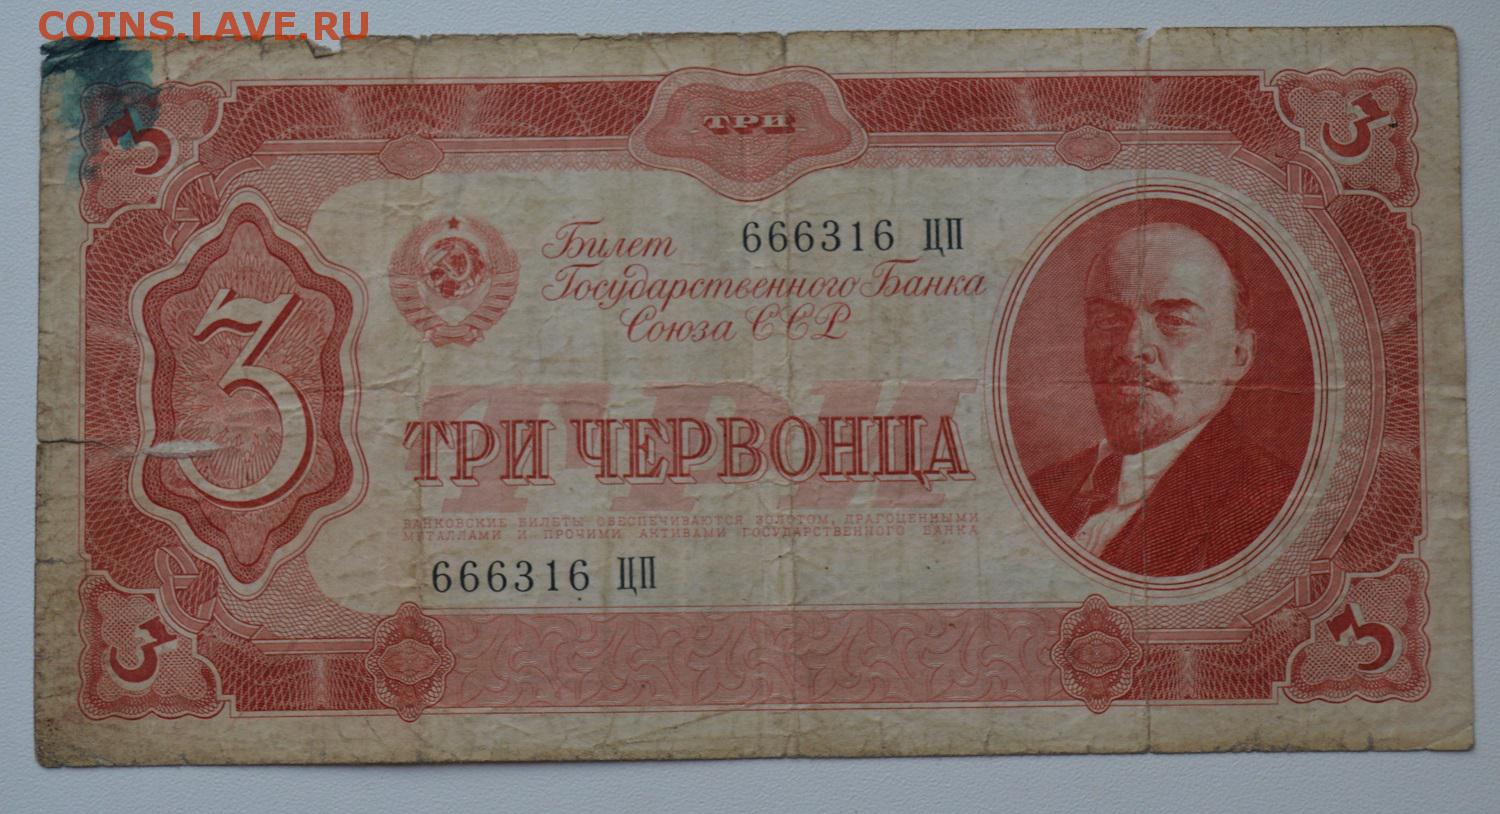 COINS.LAVE.RU
3
ТРИ
3
Билет
666316 ЦП
Государственного Банка
Союза ССР
3
ТРИ
ТРИ ЧЕРВОНЦА
БАНКОВСКИЕ БИЛЕТЫ ОБЕСПЕЧИВАЮТСЯ ЗОЛОТОМ, ДРАГОЦЕННЫМИ
МЕТАЛЛАМИ И ПРОЧИМИ АКТИВАМИ ГОСУДАРСТВЕННОГО БАНКА
666316 ЦП
3
3